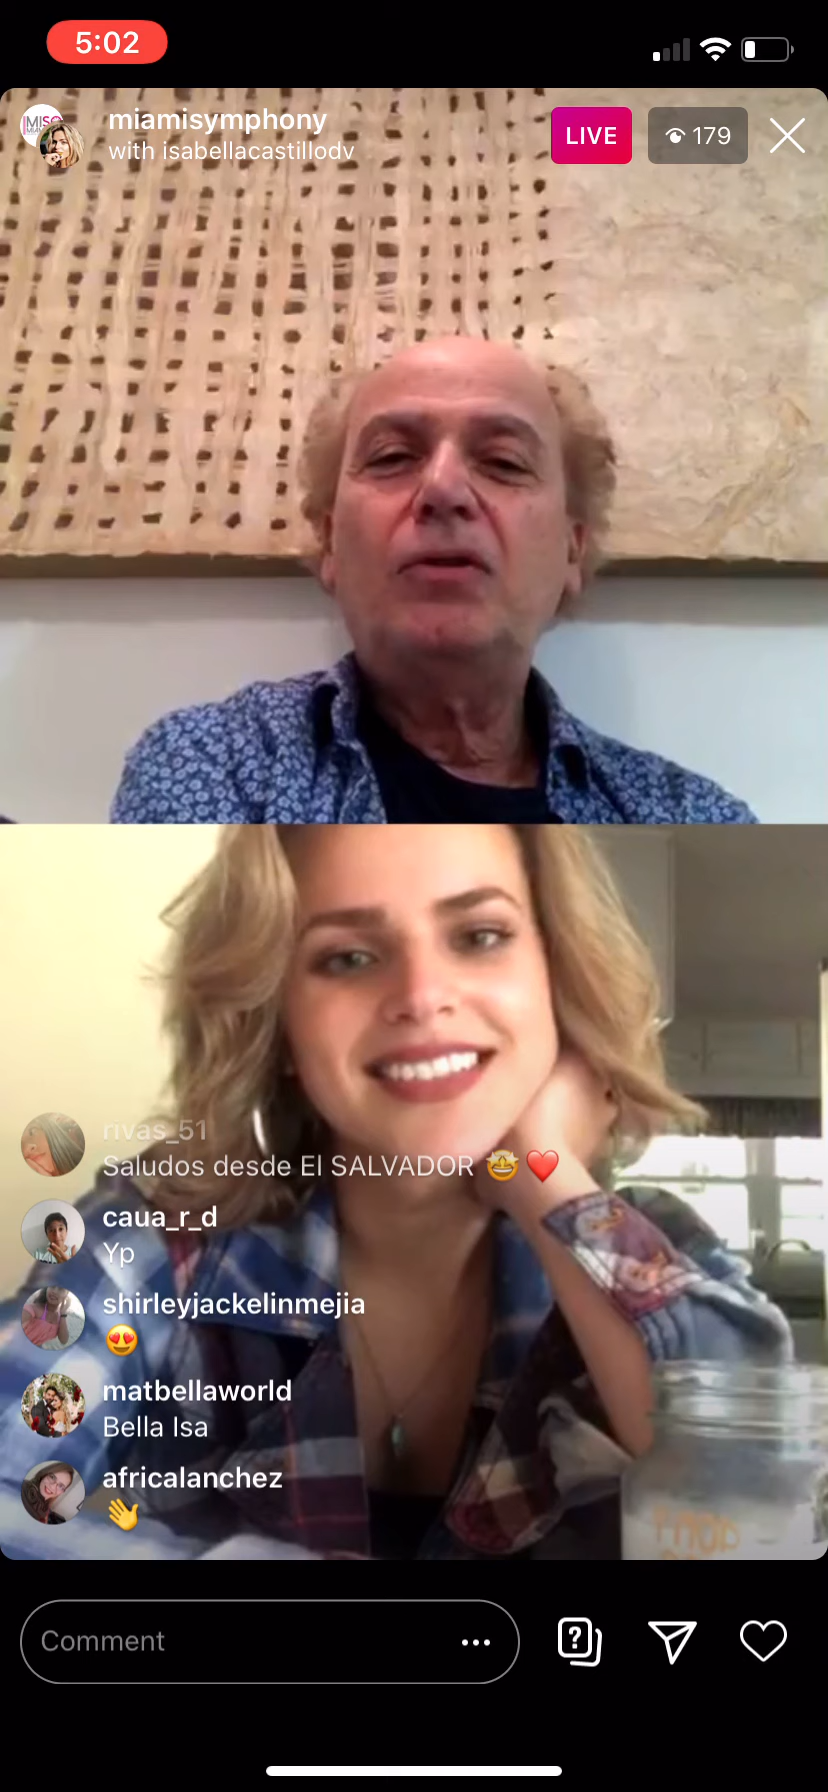 5:02
MISO
miamisymphony
with isabellacastillodv
LIVE
179
rivas_51
Saludos desde El SALVADOR 🤩❤️
caua_r_d
Yp
shirleyjackelinmejia
😍
matbellaworld
Bella Isa
africalanchez
👋
Comment